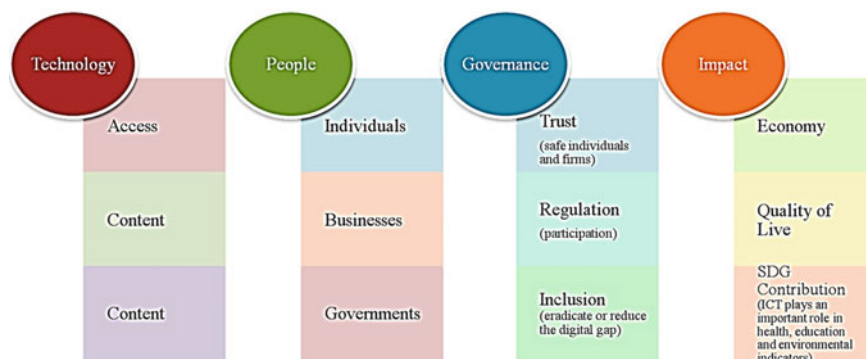 Technology
People
Governance
Impact
Access
Content
Content
Individuals
Businesses
Governments
Trust
(safe individuals
and firms)
Regulation
(participation)
Inclusion
(eradicate or reduce
the digital gap)
Economy
Quality of
Live
SDG
Contribution
(ICT plays an
important role in
health, education
and environmental
indicators)